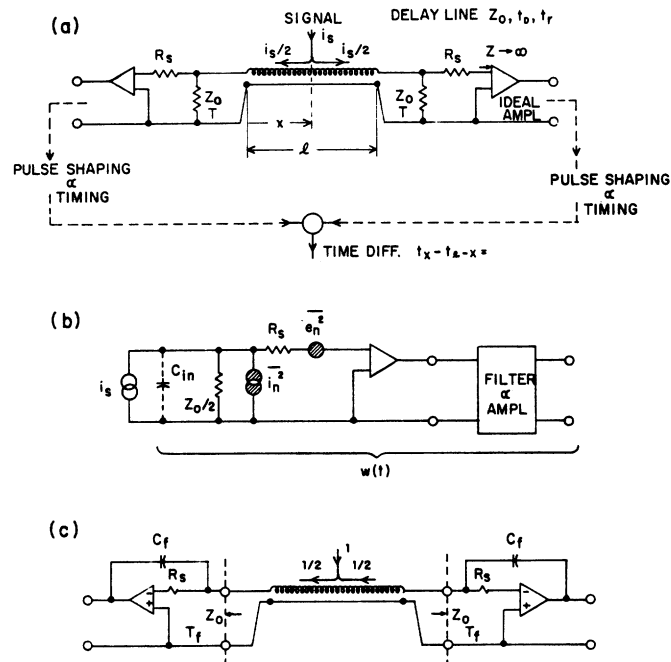 (a)
SIGNAL
DELAY LINE Z₀, t_D, t_r
i_s
i_s/2
i_s/2
R_S
R_S
Z → ∞
Z₀
T
Z₀
T
IDEAL
AMPL
x
ℓ
PULSE SHAPING
∝
TIMING
PULSE SHAPING
∝
TIMING
TIME DIFF. t_x - t_ℓ-x =
(b)
R_S
e_n²
i_s
C_in
Z₀/2
i_n²
FILTER
∝
AMPL
w(t)
(c)
C_f
1
C_f
1/2
1/2
R_S
R_S
-
+
-
+
Z₀
Z₀
T_f
T_f